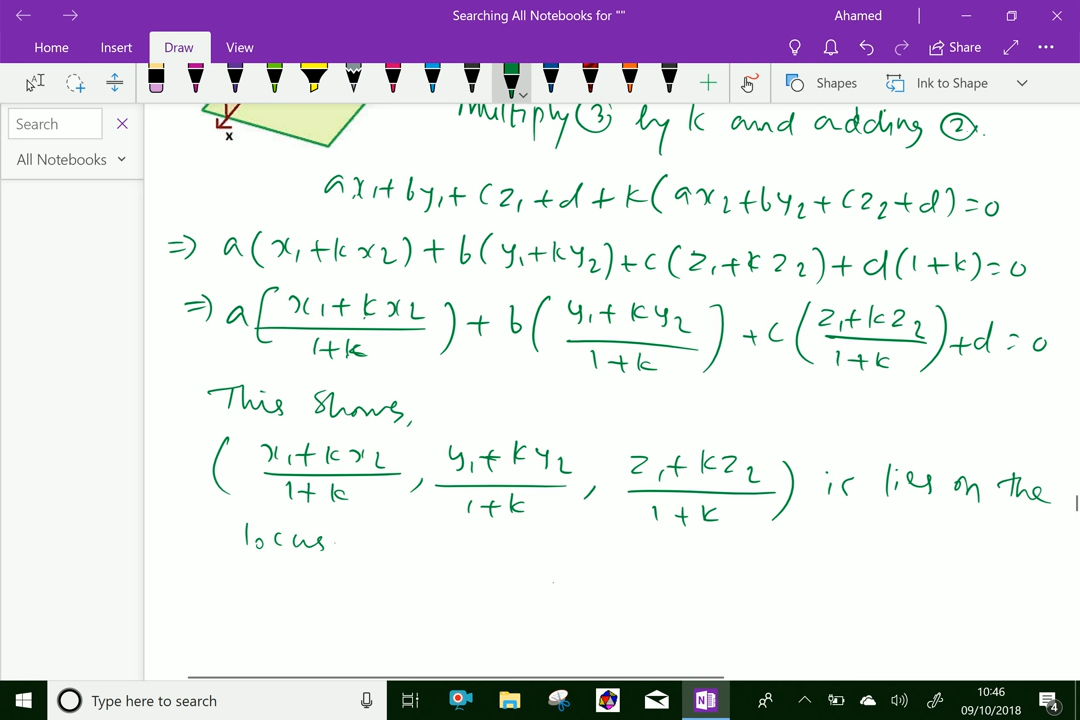 Searching All Notebooks for ""
Ahamed
Home Insert Draw View
Share
Shapes
Ink to Shape
Search
All Notebooks
x
Multiply (3) by k and adding (2).
ax₁+by₁+cz₁+d+k(ax₂+by₂+cz₂+d)=0
⇒ a(x₁+kx₂)+b(y₁+ky₂)+c(z₁+kz₂)+d(1+k)=0
⇒ a[(x₁+kx₂)/(1+k))+b((y₁+ky₂)/(1+k))+c((z₁+kz₂)/(1+k))+d=0
This shows,
((x₁+kx₂)/(1+k), (y₁+ky₂)/(1+k), (z₁+kz₂)/(1+k)) is lies on the
locus
Type here to search
10:46
09/10/2018
4